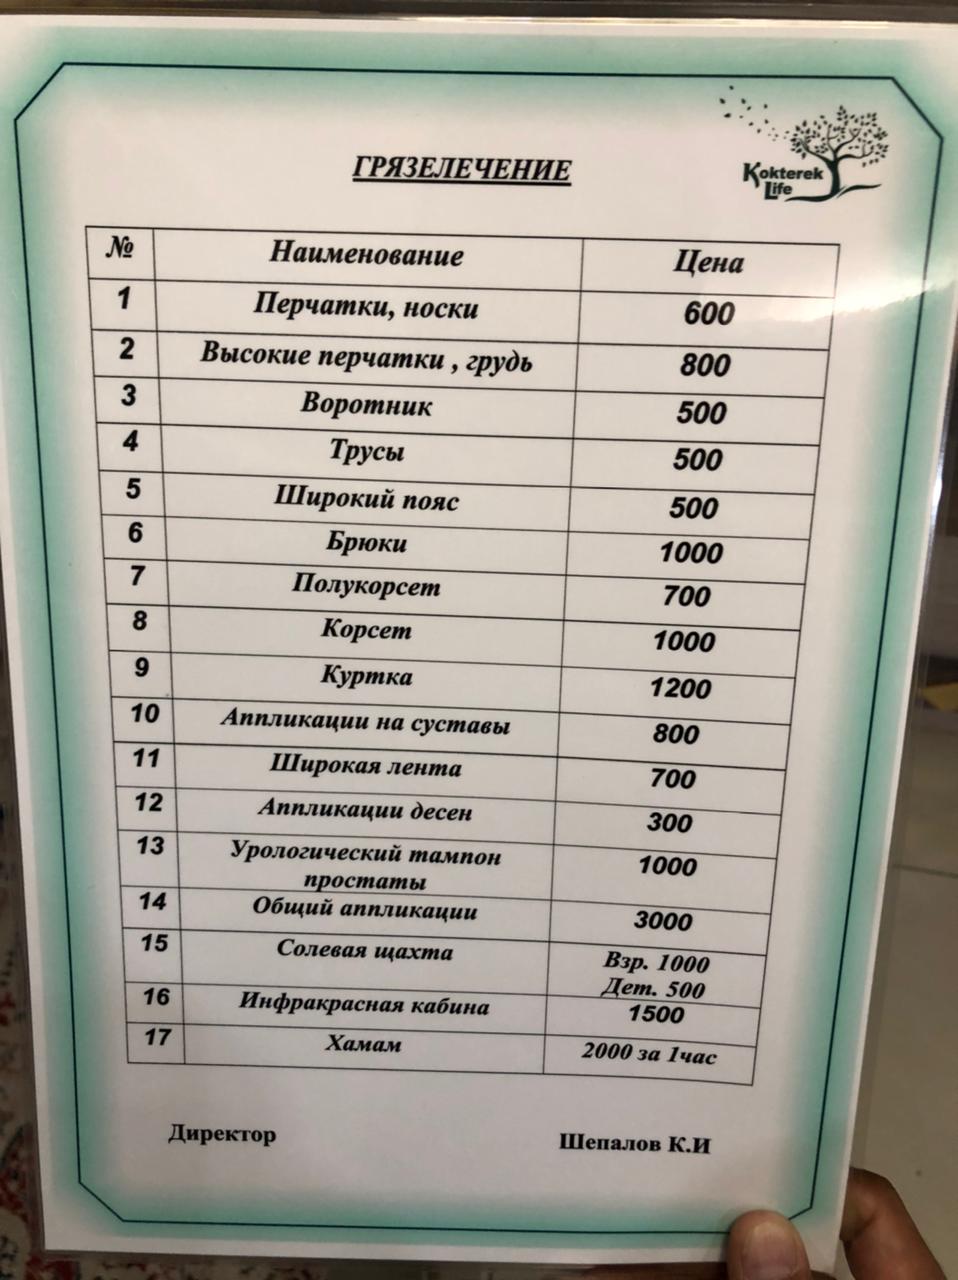 Kokterek
Life
ГРЯЗЕЛЕЧЕНИЕ
№ Наименование Цена
1 Перчатки, носки 600
2 Высокие перчатки , грудь 800
3 Воротник 500
4 Трусы 500
5 Широкий пояс 500
6 Брюки 1000
7 Полукорсет 700
8 Корсет 1000
9 Куртка 1200
10 Аппликации на суставы 800
11 Широкая лента 700
12 Аппликации десен 300
13 Урологический тампон 1000
простаты
14 Общий аппликации 3000
15 Солевая щахта Взр. 1000
Дет. 500
16 Инфракрасная кабина 1500
17 Хамам 2000 за 1час
Директор Шепалов К.И